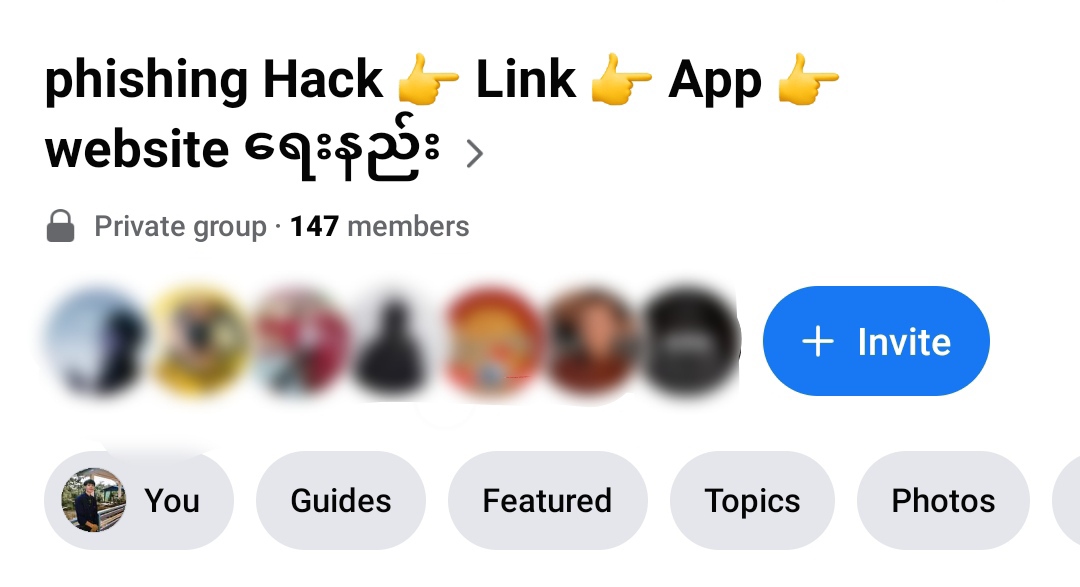 phishing Hack 👉 Link 👉 App 👉
website ရေးနည်း
Private group · 147 members
+ Invite
You
Guides
Featured
Topics
Photos